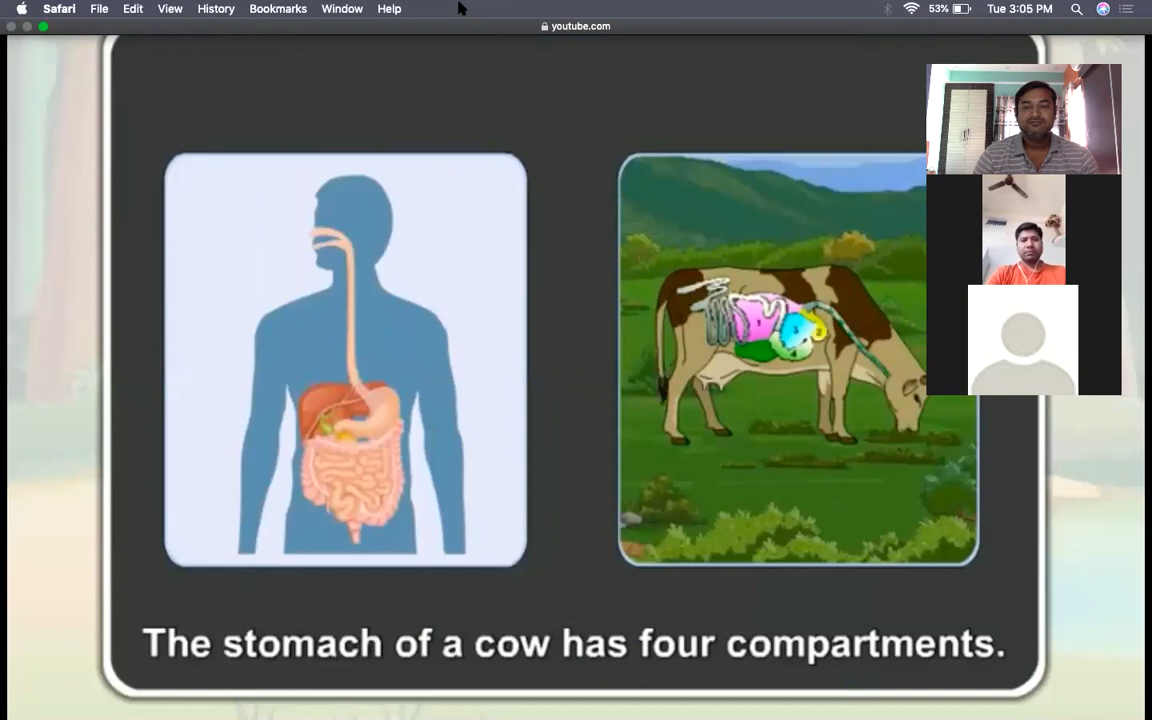 Safari File Edit View History Bookmarks Window Help 53% Tue 3:05 PM
youtube.com
The stomach of a cow has four compartments.